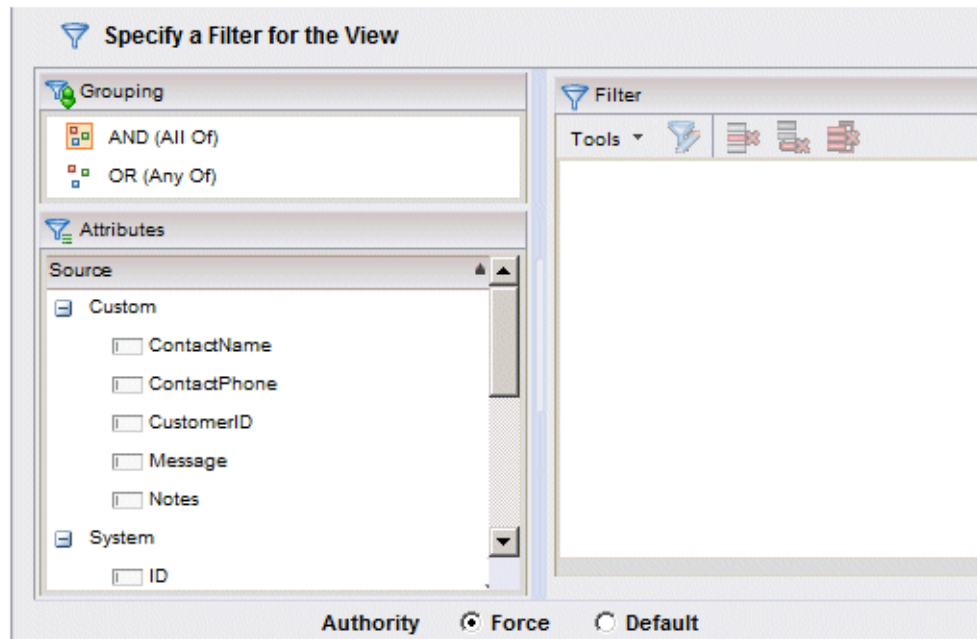 Specify a Filter for the View
Grouping
AND (All Of)
OR (Any Of)
Attributes
Source
Custom
ContactName
ContactPhone
CustomerID
Message
Notes
System
ID
Filter
Tools
Authority Force Default